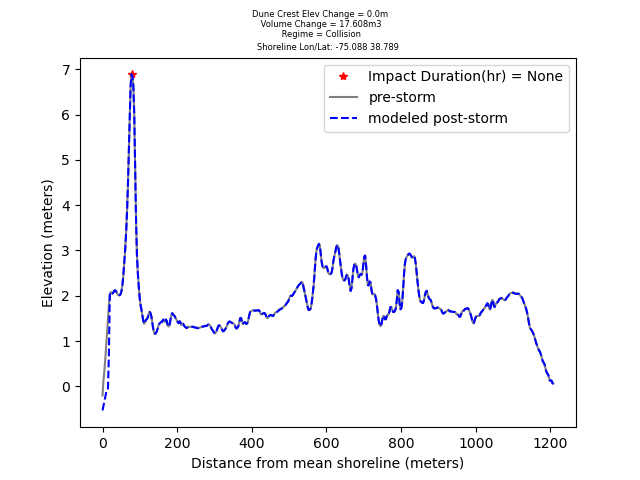 Dune Crest Elev Change = 0.0m
Volume Change = 17.608m3
Regime = Collision
Shoreline Lon/Lat: -75.088 38.789
Impact Duration(hr) = None
pre-storm
modeled post-storm
7
6
5
4
3
2
1
0
Elevation (meters)
0 200 400 600 800 1000 1200
Distance from mean shoreline (meters)